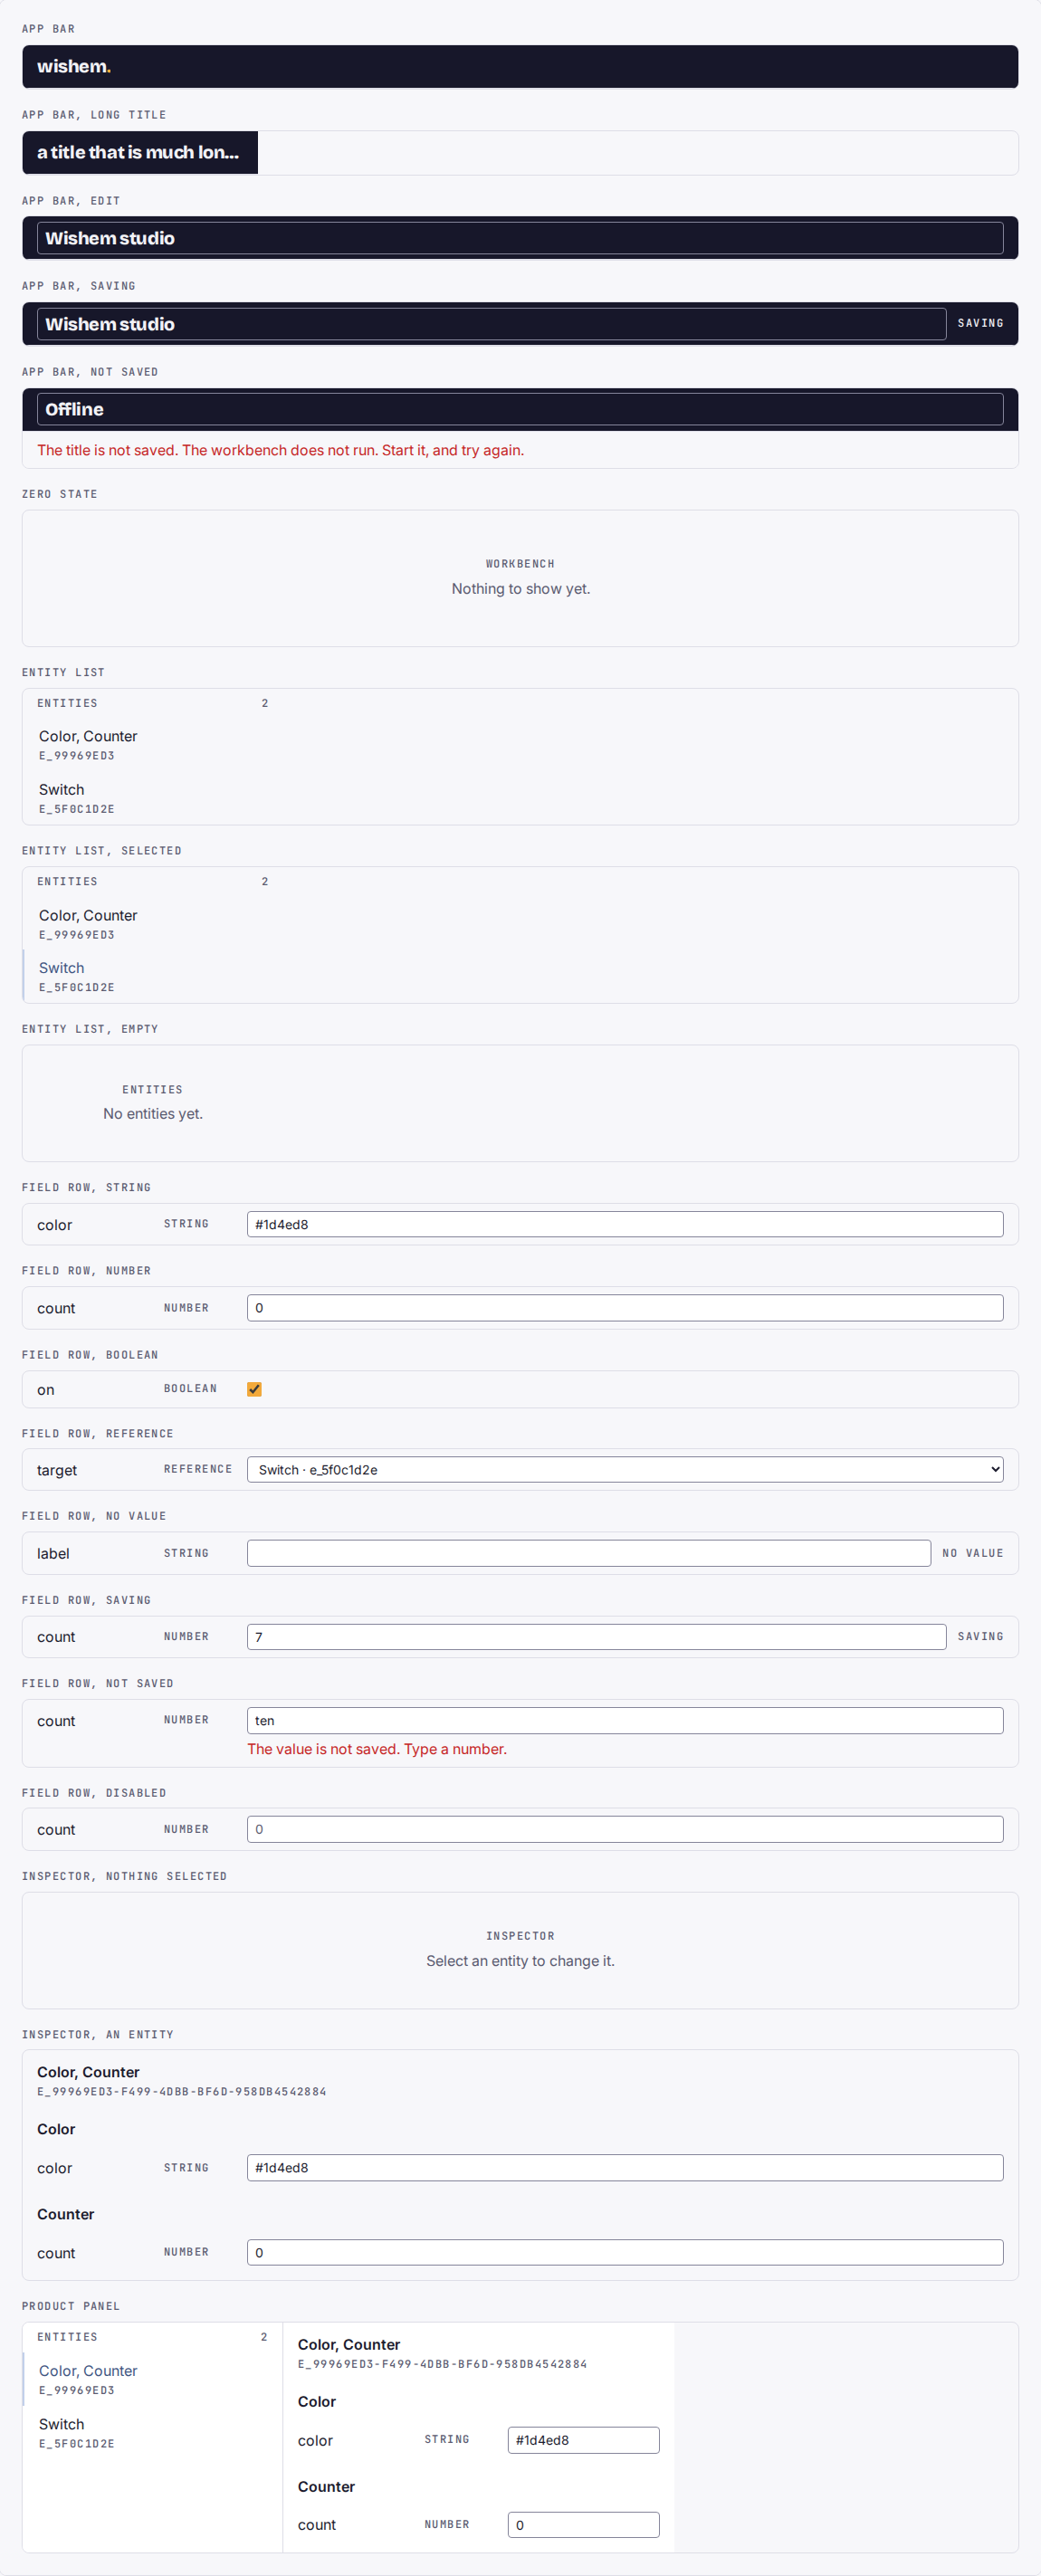 APP BAR
wishem.
APP BAR, LONG TITLE
a title that is much lon...
APP BAR, EDIT
Wishem studio
APP BAR, SAVING
Wishem studio SAVING
APP BAR, NOT SAVED
Offline
The title is not saved. The workbench does not run. Start it, and try again.
ZERO STATE
WORKBENCH
Nothing to show yet.
ENTITY LIST
ENTITIES 2
Color, Counter
E_99969ED3
Switch
E_5F0C1D2E
ENTITY LIST, SELECTED
ENTITIES 2
Color, Counter
E_99969ED3
Switch
E_5F0C1D2E
ENTITY LIST, EMPTY
ENTITIES
No entities yet.
FIELD ROW, STRING
color STRING #1d4ed8
FIELD ROW, NUMBER
count NUMBER 0
FIELD ROW, BOOLEAN
on BOOLEAN
FIELD ROW, REFERENCE
target REFERENCE Switch · e_5f0c1d2e
FIELD ROW, NO VALUE
label STRING NO VALUE
FIELD ROW, SAVING
count NUMBER 7 SAVING
FIELD ROW, NOT SAVED
count NUMBER ten
The value is not saved. Type a number.
FIELD ROW, DISABLED
count NUMBER 0
INSPECTOR, NOTHING SELECTED
INSPECTOR
Select an entity to change it.
INSPECTOR, AN ENTITY
Color, Counter
E_99969ED3-F499-4DBB-BF6D-958DB4542884
Color
color STRING #1d4ed8
Counter
count NUMBER 0
PRODUCT PANEL
ENTITIES 2
Color, Counter
E_99969ED3
Switch
E_5F0C1D2E
Color, Counter
E_99969ED3-F499-4DBB-BF6D-958DB4542884
Color
color STRING #1d4ed8
Counter
count NUMBER 0